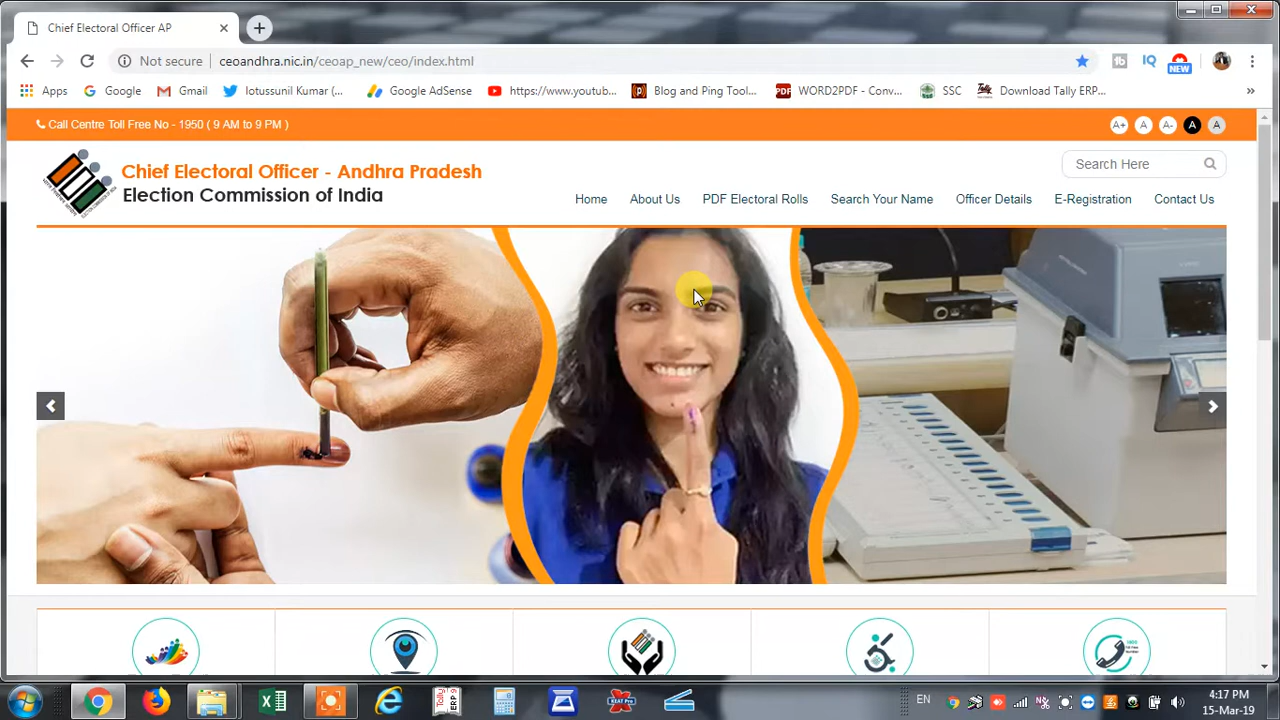 Chief Electoral Officer AP
Not secure ceoandhra.nic.in/ceoap_new/ceo/index.html
NEW
Apps Google Gmail lotussunil Kumar (... Google AdSense https://www.youtub... Blog and Ping Tool... WORD2PDF - Conv... SSC Download Tally ERP... »
Call Centre Toll Free No - 1950 ( 9 AM to 9 PM ) A+ A A- A A
Chief Electoral Officer - Andhra Pradesh
Election Commission of India
Search Here
Home About Us PDF Electoral Rolls Search Your Name Officer Details E-Registration Contact Us
EN
4:17 PM
15-Mar-19